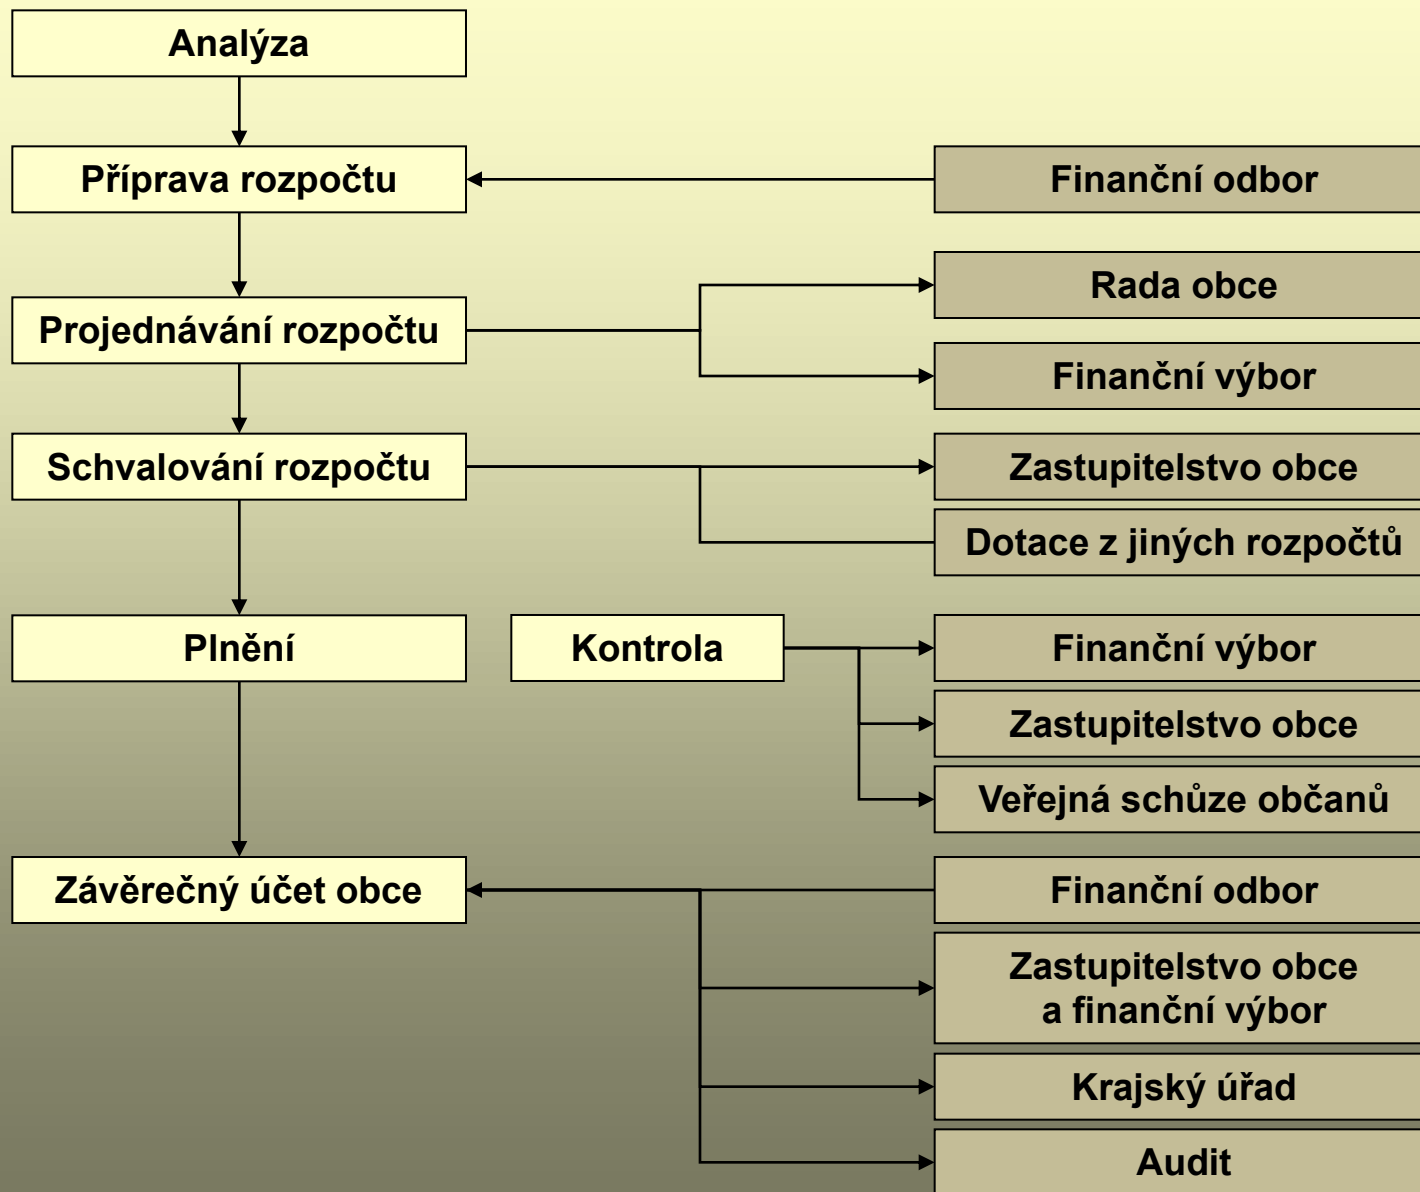 Analýza
Příprava rozpočtu
Finanční odbor
Rada obce
Projednávání rozpočtu
Finanční výbor
Schvalování rozpočtu
Zastupitelstvo obce
Dotace z jiných rozpočtů
Plnění
Kontrola
Finanční výbor
Zastupitelstvo obce
Veřejná schůze občanů
Závěrečný účet obce
Finanční odbor
Zastupitelstvo obce
a finanční výbor
Krajský úřad
Audit